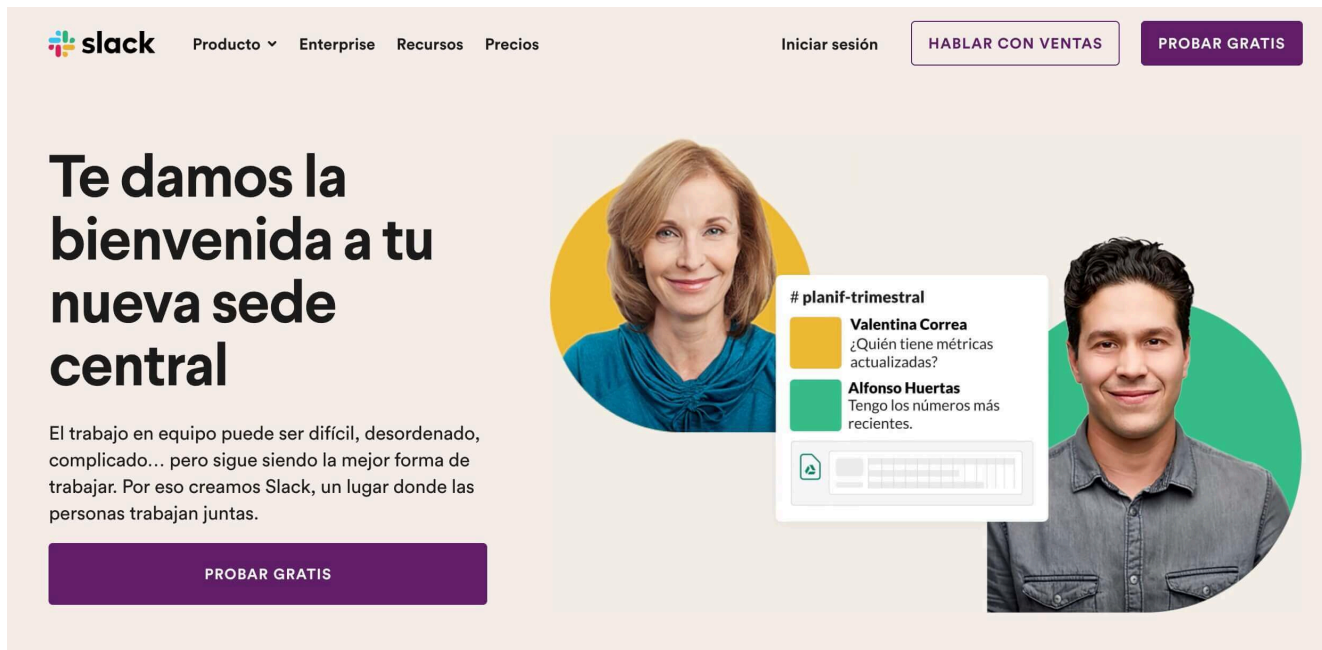 slack
Producto
Enterprise
Recursos
Precios
Iniciar sesión
HABLAR CON VENTAS
PROBAR GRATIS
Te damos la
bienvenida a tu
nueva sede
central
El trabajo en equipo puede ser difícil, desordenado,
complicado… pero sigue siendo la mejor forma de
trabajar. Por eso creamos Slack, un lugar donde las
personas trabajan juntas.
PROBAR GRATIS
# planif-trimestral
Valentina Correa
¿Quién tiene métricas
actualizadas?
Alfonso Huertas
Tengo los números más
recientes.